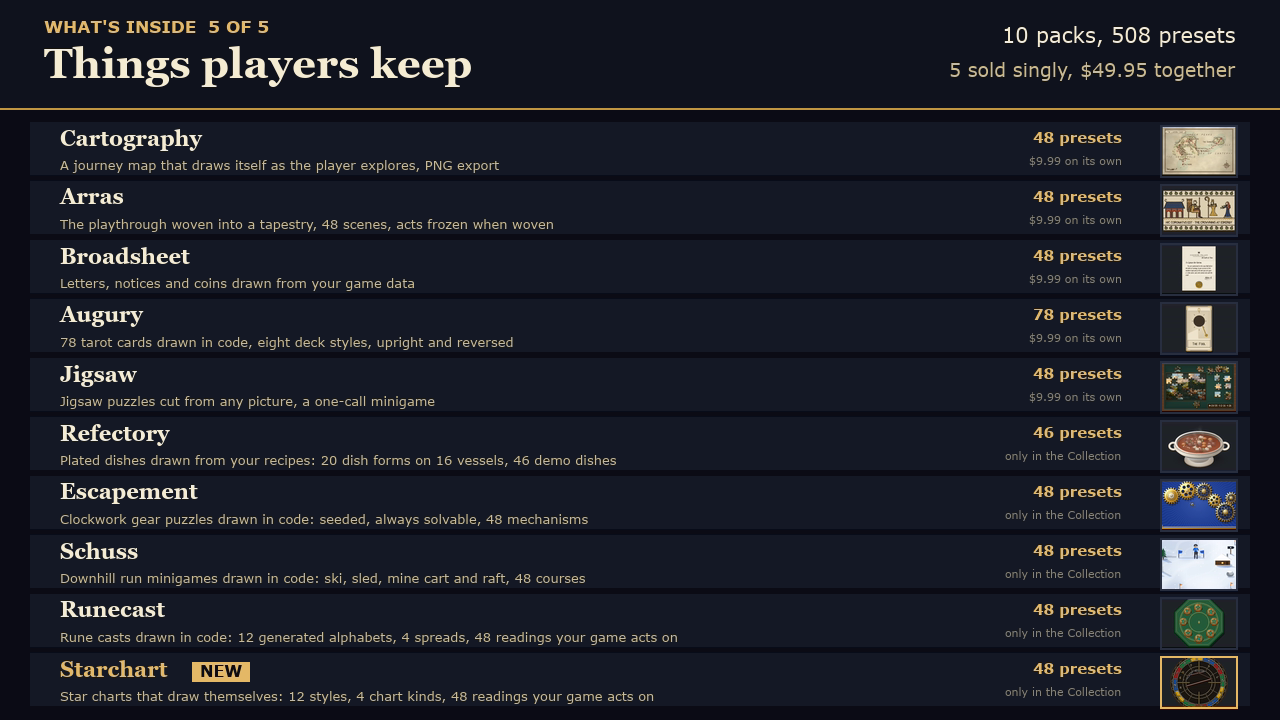 WHAT'S INSIDE 5 OF 5
Things players keep
10 packs, 508 presets
5 sold singly, $49.95 together
Cartography
A journey map that draws itself as the player explores, PNG export
48 presets
$9.99 on its own
Arras
The playthrough woven into a tapestry, 48 scenes, acts frozen when woven
48 presets
$9.99 on its own
Broadsheet
Letters, notices and coins drawn from your game data
48 presets
$9.99 on its own
Augury
78 tarot cards drawn in code, eight deck styles, upright and reversed
78 presets
$9.99 on its own
Jigsaw
Jigsaw puzzles cut from any picture, a one-call minigame
48 presets
$9.99 on its own
Refectory
Plated dishes drawn from your recipes: 20 dish forms on 16 vessels, 46 demo dishes
46 presets
only in the Collection
Escapement
Clockwork gear puzzles drawn in code: seeded, always solvable, 48 mechanisms
48 presets
only in the Collection
Schuss
Downhill run minigames drawn in code: ski, sled, mine cart and raft, 48 courses
48 presets
only in the Collection
Runecast
Rune casts drawn in code: 12 generated alphabets, 4 spreads, 48 readings your game acts on
48 presets
only in the Collection
Starchart NEW
Star charts that draw themselves: 12 styles, 4 chart kinds, 48 readings your game acts on
48 presets
only in the Collection